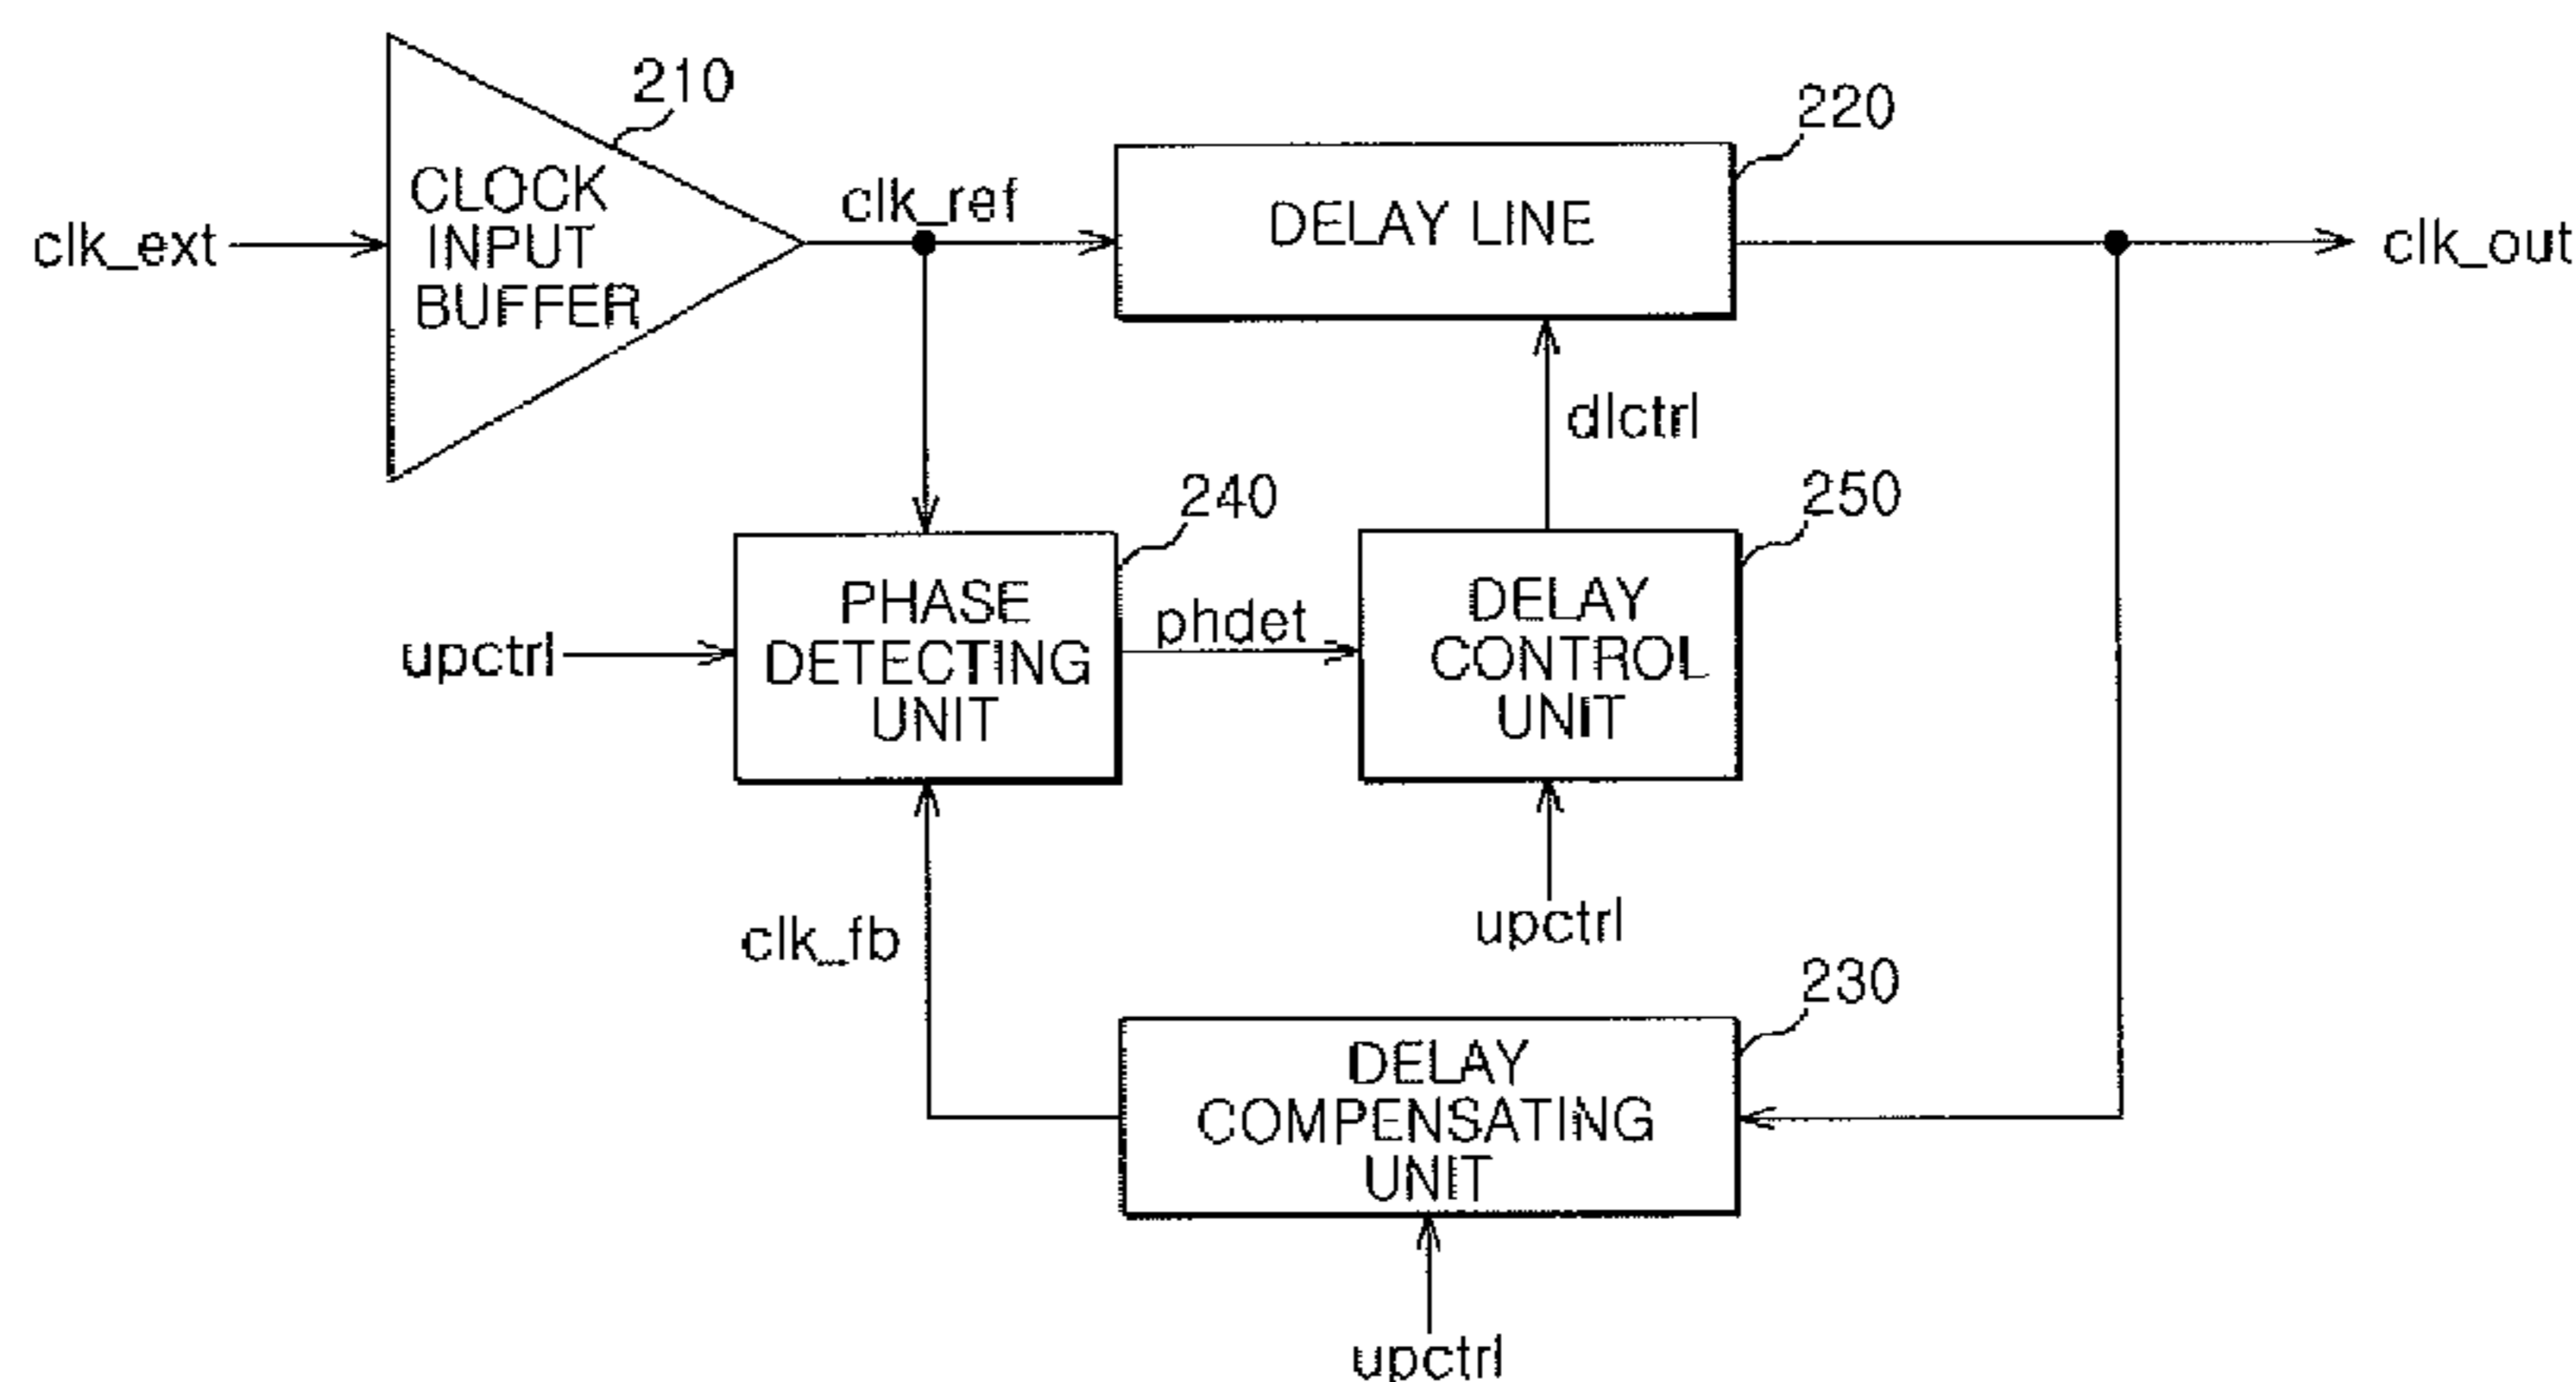 210
220
CLOCK
INPUT
BUFFER
clk_ext
clk_ref
DELAY LINE
clk_out
dlctrl
240
250
PHASE
DETECTING
UNIT
upctrl
phdet
DELAY
CONTROL
UNIT
clk_fb
upctrl
230
DELAY
COMPENSATING
UNIT
upctrl